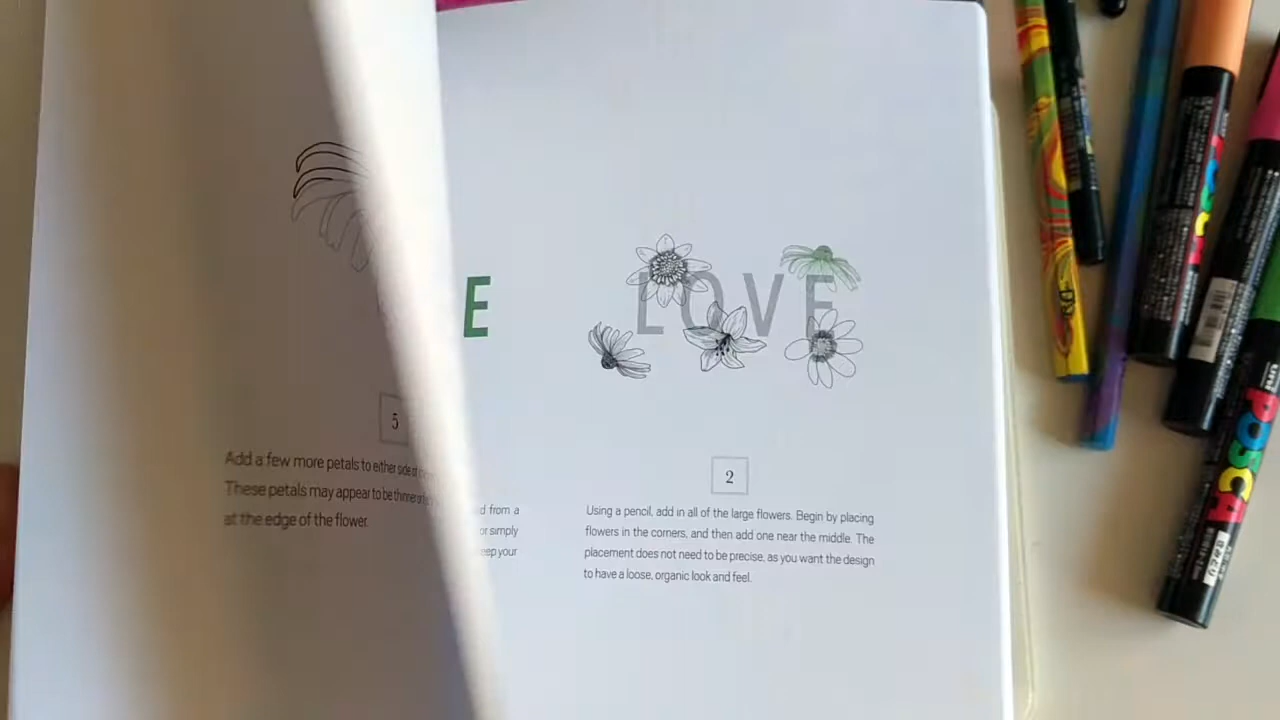 5
Add a few more petals to either side of
These petals may appear to be thinner
at the edge of the flower.
E
d from a
or simply
eep your
LOVE
2
Using a pencil, add in all of the large flowers. Begin by placing
flowers in the corners, and then add one near the middle. The
placement does not need to be precise, as you want the design
to have a loose, organic look and feel.
POSCA
uni